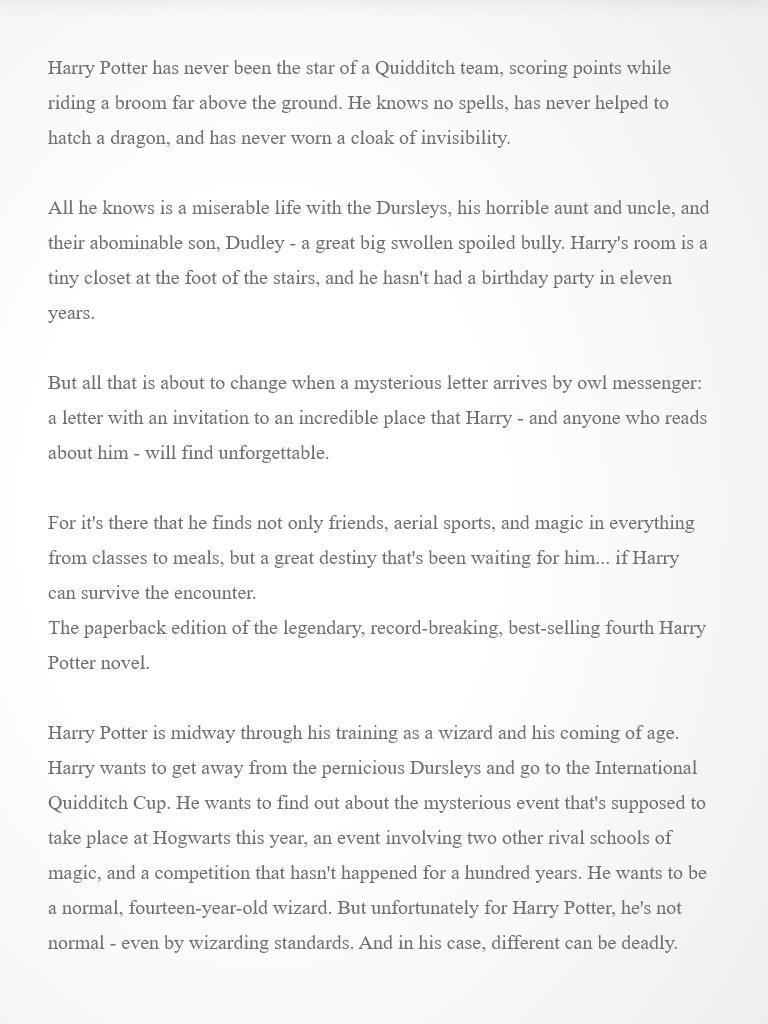 Harry Potter has never been the star of a Quidditch team, scoring points while
riding a broom far above the ground. He knows no spells, has never helped to
hatch a dragon, and has never worn a cloak of invisibility.
All he knows is a miserable life with the Dursleys, his horrible aunt and uncle, and
their abominable son, Dudley - a great big swollen spoiled bully. Harry's room is a
tiny closet at the foot of the stairs, and he hasn't had a birthday party in eleven
years.
But all that is about to change when a mysterious letter arrives by owl messenger:
a letter with an invitation to an incredible place that Harry - and anyone who reads
about him - will find unforgettable.
For it's there that he finds not only friends, aerial sports, and magic in everything
from classes to meals, but a great destiny that's been waiting for him... if Harry
can survive the encounter.
The paperback edition of the legendary, record-breaking, best-selling fourth Harry
Potter novel.
Harry Potter is midway through his training as a wizard and his coming of age.
Harry wants to get away from the pernicious Dursleys and go to the International
Quidditch Cup. He wants to find out about the mysterious event that's supposed to
take place at Hogwarts this year, an event involving two other rival schools of
magic, and a competition that hasn't happened for a hundred years. He wants to be
a normal, fourteen-year-old wizard. But unfortunately for Harry Potter, he's not
normal - even by wizarding standards. And in his case, different can be deadly.